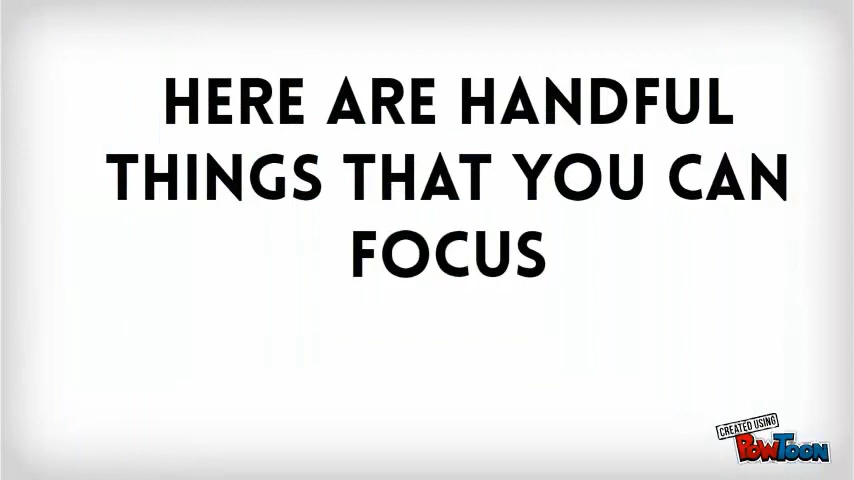 HERE ARE HANDFUL
THINGS THAT YOU CAN
FOCUS
CREATED USING
POWTOON